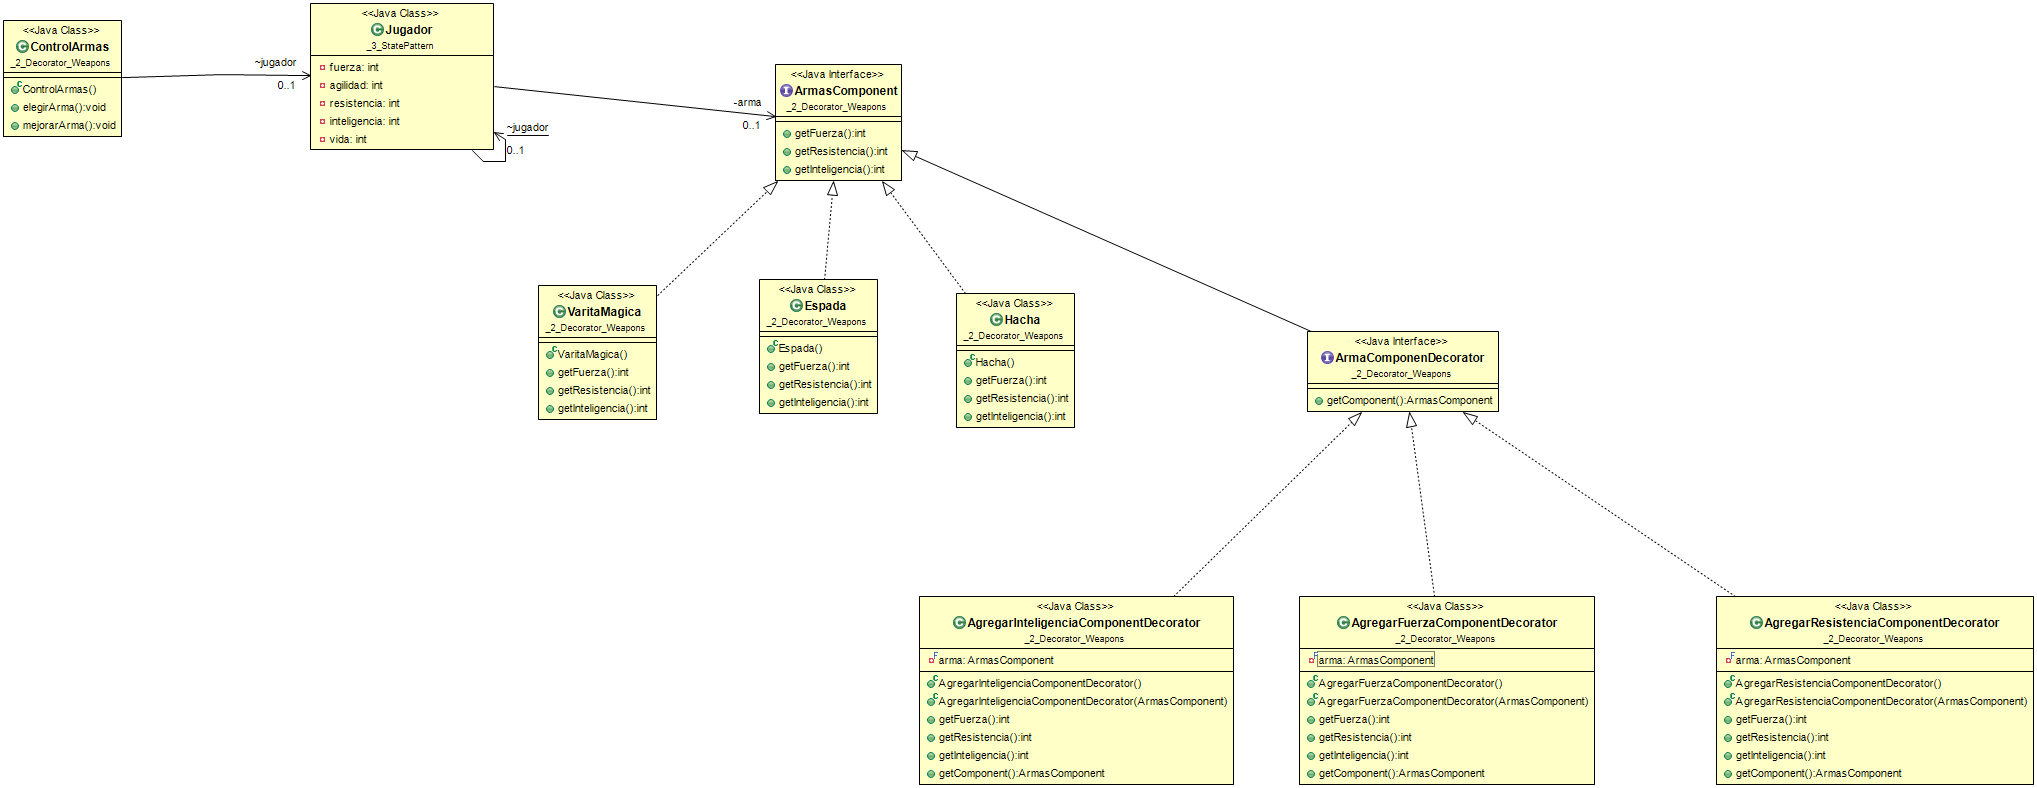 <<Java Class>>
ControlArmas
_2_Decorator_Weapons
ControlArmas()
elegirArma():void
mejorarArma():void
~jugador
0..1
<<Java Class>>
Jugador
_3_StatePattern
fuerza: int
agilidad: int
resistencia: int
inteligencia: int
vida: int
~jugador
0..1
-arma
0..1
<<Java Interface>>
ArmasComponent
_2_Decorator_Weapons
getFuerza():int
getResistencia():int
getInteligencia():int
<<Java Class>>
VaritaMagica
_2_Decorator_Weapons
VaritaMagica()
getFuerza():int
getResistencia():int
getInteligencia():int
<<Java Class>>
Espada
_2_Decorator_Weapons
Espada()
getFuerza():int
getResistencia():int
getInteligencia():int
<<Java Class>>
Hacha
_2_Decorator_Weapons
Hacha()
getFuerza():int
getResistencia():int
getInteligencia():int
<<Java Interface>>
ArmaComponenDecorator
_2_Decorator_Weapons
getComponent():ArmasComponent
<<Java Class>>
AgregarInteligenciaComponentDecorator
_2_Decorator_Weapons
arma: ArmasComponent
AgregarInteligenciaComponentDecorator()
AgregarInteligenciaComponentDecorator(ArmasComponent)
getFuerza():int
getResistencia():int
getInteligencia():int
getComponent():ArmasComponent
<<Java Class>>
AgregarFuerzaComponentDecorator
_2_Decorator_Weapons
arma: ArmasComponent
AgregarFuerzaComponentDecorator()
AgregarFuerzaComponentDecorator(ArmasComponent)
getFuerza():int
getResistencia():int
getInteligencia():int
getComponent():ArmasComponent
<<Java Class>>
AgregarResistenciaComponentDecorator
_2_Decorator_Weapons
arma: ArmasComponent
AgregarResistenciaComponentDecorator()
AgregarResistenciaComponentDecorator(ArmasComponent)
getFuerza():int
getResistencia():int
getInteligencia():int
getComponent():ArmasComponent